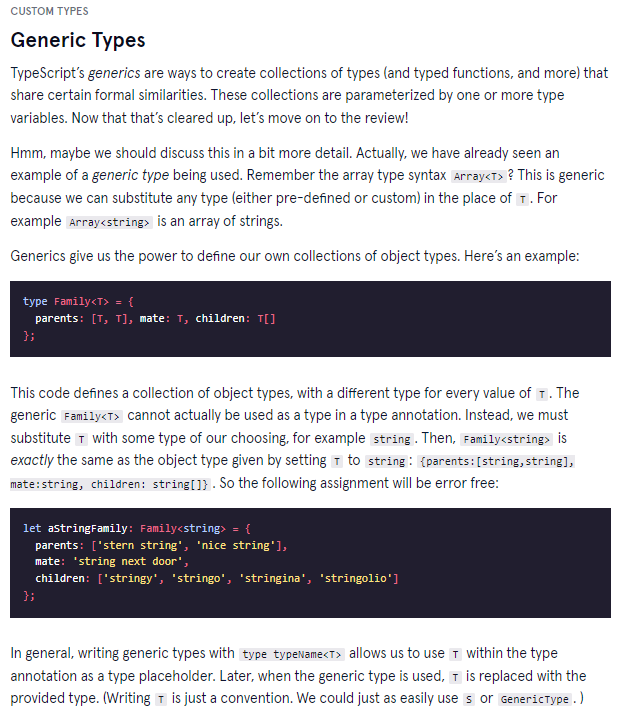 CUSTOM TYPES
Generic Types
TypeScript’s generics are ways to create collections of types (and typed functions, and more) that
share certain formal similarities. These collections are parameterized by one or more type
variables. Now that that’s cleared up, let’s move on to the review!
Hmm, maybe we should discuss this in a bit more detail. Actually, we have already seen an
example of a generic type being used. Remember the array type syntax Array<T>? This is generic
because we can substitute any type (either pre-defined or custom) in the place of T. For
example Array<string> is an array of strings.
Generics give us the power to define our own collections of object types. Here’s an example:
type Family<T> = {
  parents: [T, T], mate: T, children: T[]
};
This code defines a collection of object types, with a different type for every value of T. The
generic Family<T> cannot actually be used as a type in a type annotation. Instead, we must
substitute T with some type of our choosing, for example string. Then, Family<string> is
exactly the same as the object type given by setting T to string: {parents:[string,string],
mate:string, children: string[]}. So the following assignment will be error free:
let aStringFamily: Family<string> = {
  parents: ['stern string', 'nice string'],
  mate: 'string next door',
  children: ['stringy', 'stringo', 'stringina', 'stringolio']
};
In general, writing generic types with type typeName<T> allows us to use T within the type
annotation as a type placeholder. Later, when the generic type is used, T is replaced with the
provided type. (Writing T is just a convention. We could just as easily use S or GenericType.)